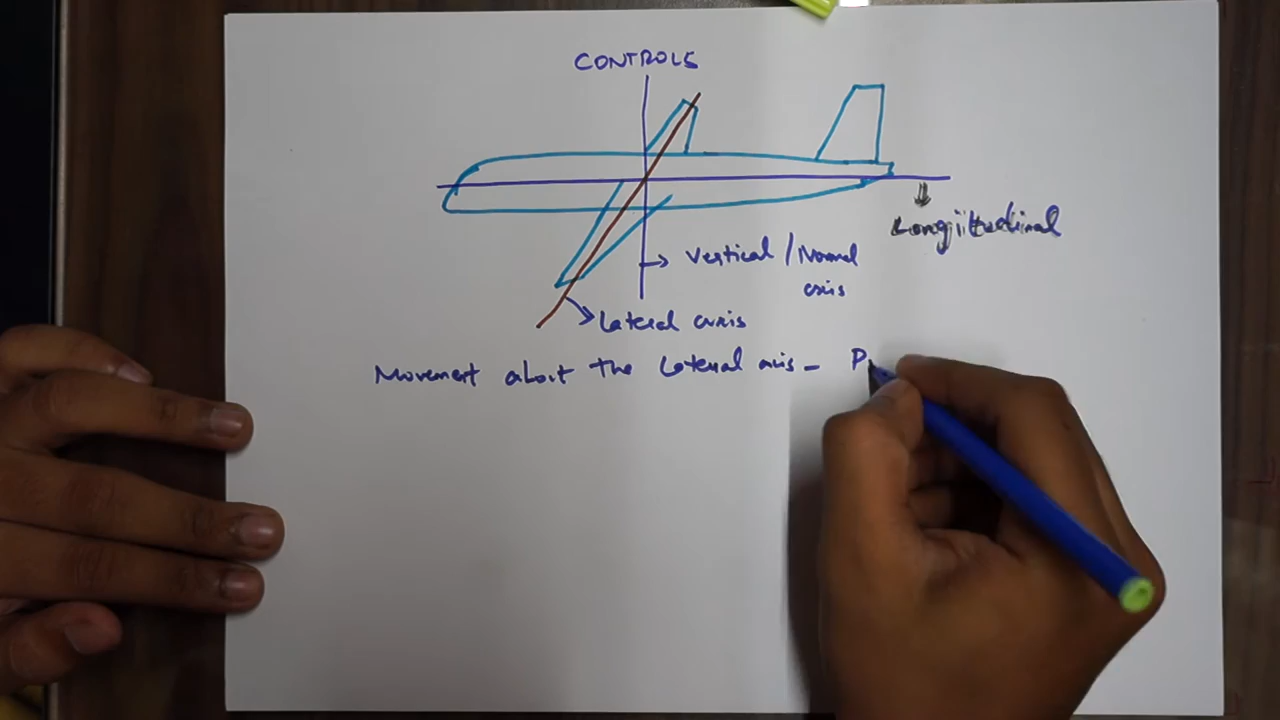 CONTROLS
Longitudinal
Vertical / Normal
axis
Lateral axis
Movement about the Lateral axis - P